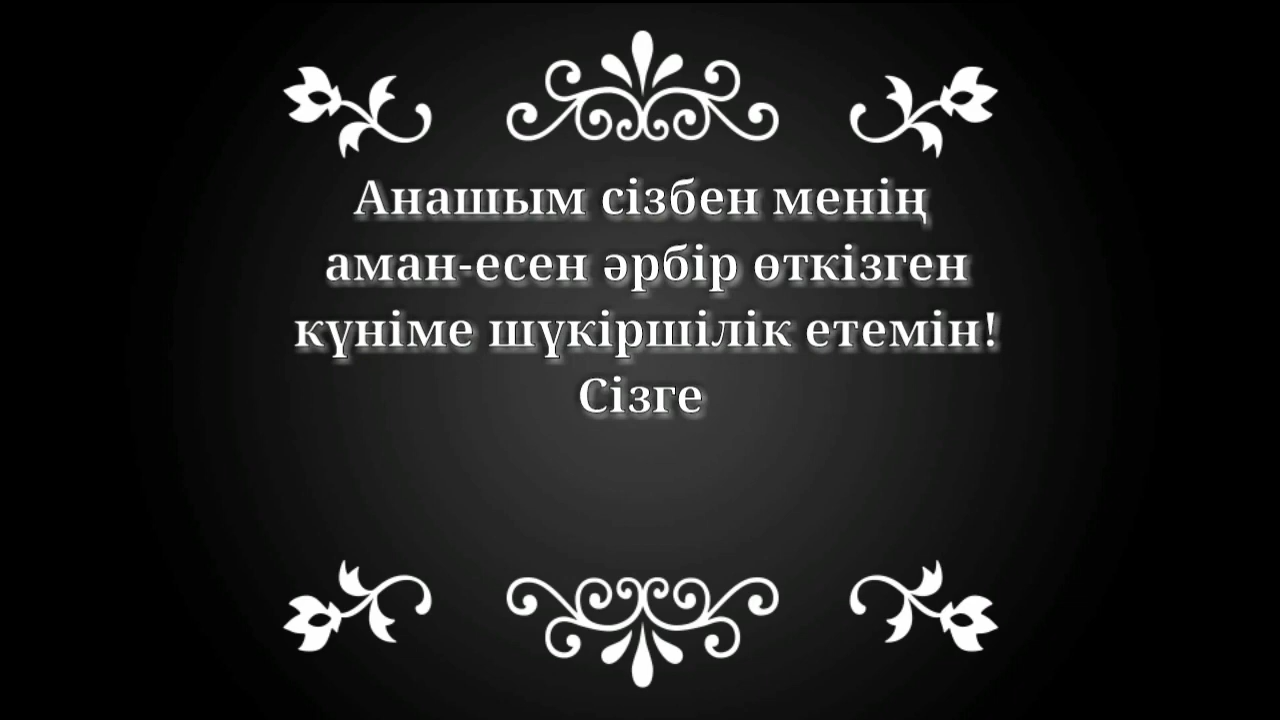 Анашым сізбен менің
аман-есен әрбір өткізген
күніме шүкіршілік етемін!
Сізге